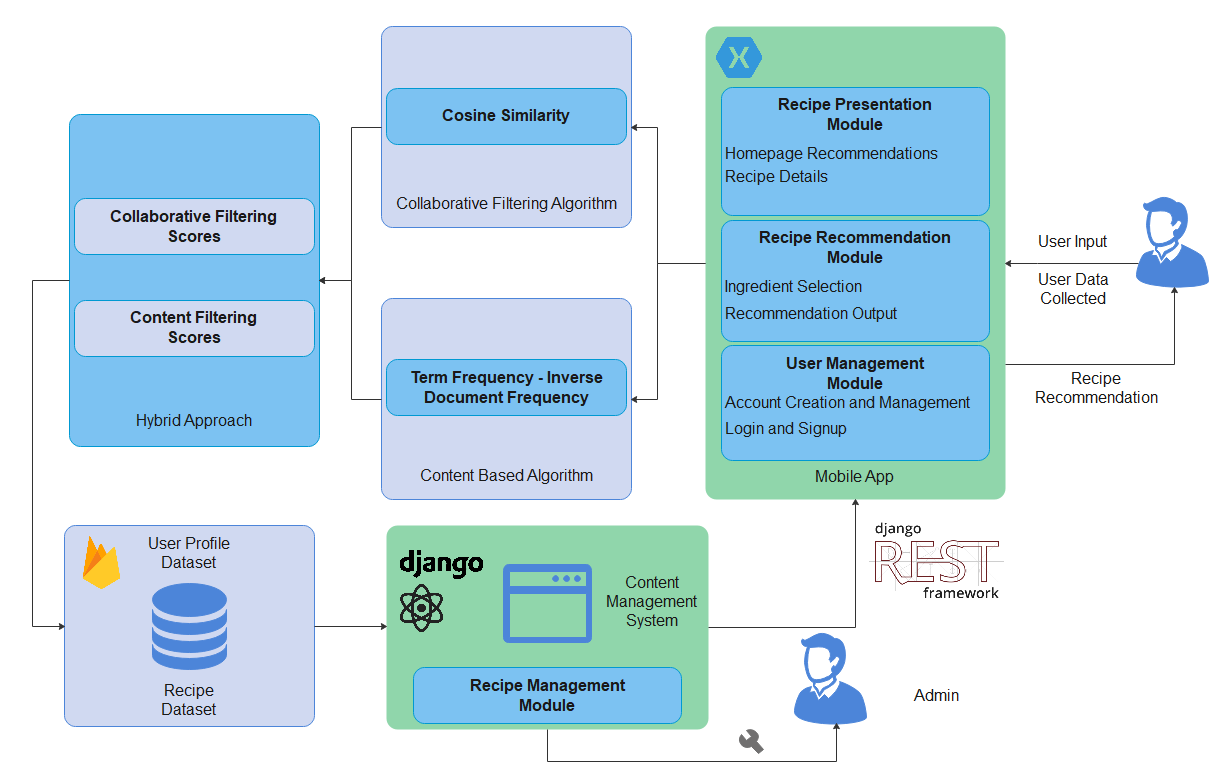 Cosine Similarity
Collaborative Filtering Algorithm
Collaborative Filtering
Scores
Content Filtering
Scores
Hybrid Approach
Term Frequency - Inverse
Document Frequency
Content Based Algorithm
X
Recipe Presentation
Module
Homepage Recommendations
Recipe Details
Recipe Recommendation
Module
Ingredient Selection
Recommendation Output
User Management
Module
Account Creation and Management
Login and Signup
Mobile App
User Input
User Data
Collected
Recipe
Recommendation
User Profile
Dataset
Recipe
Dataset
django
Content
Management
System
Recipe Management
Module
django
REST
framework
Admin